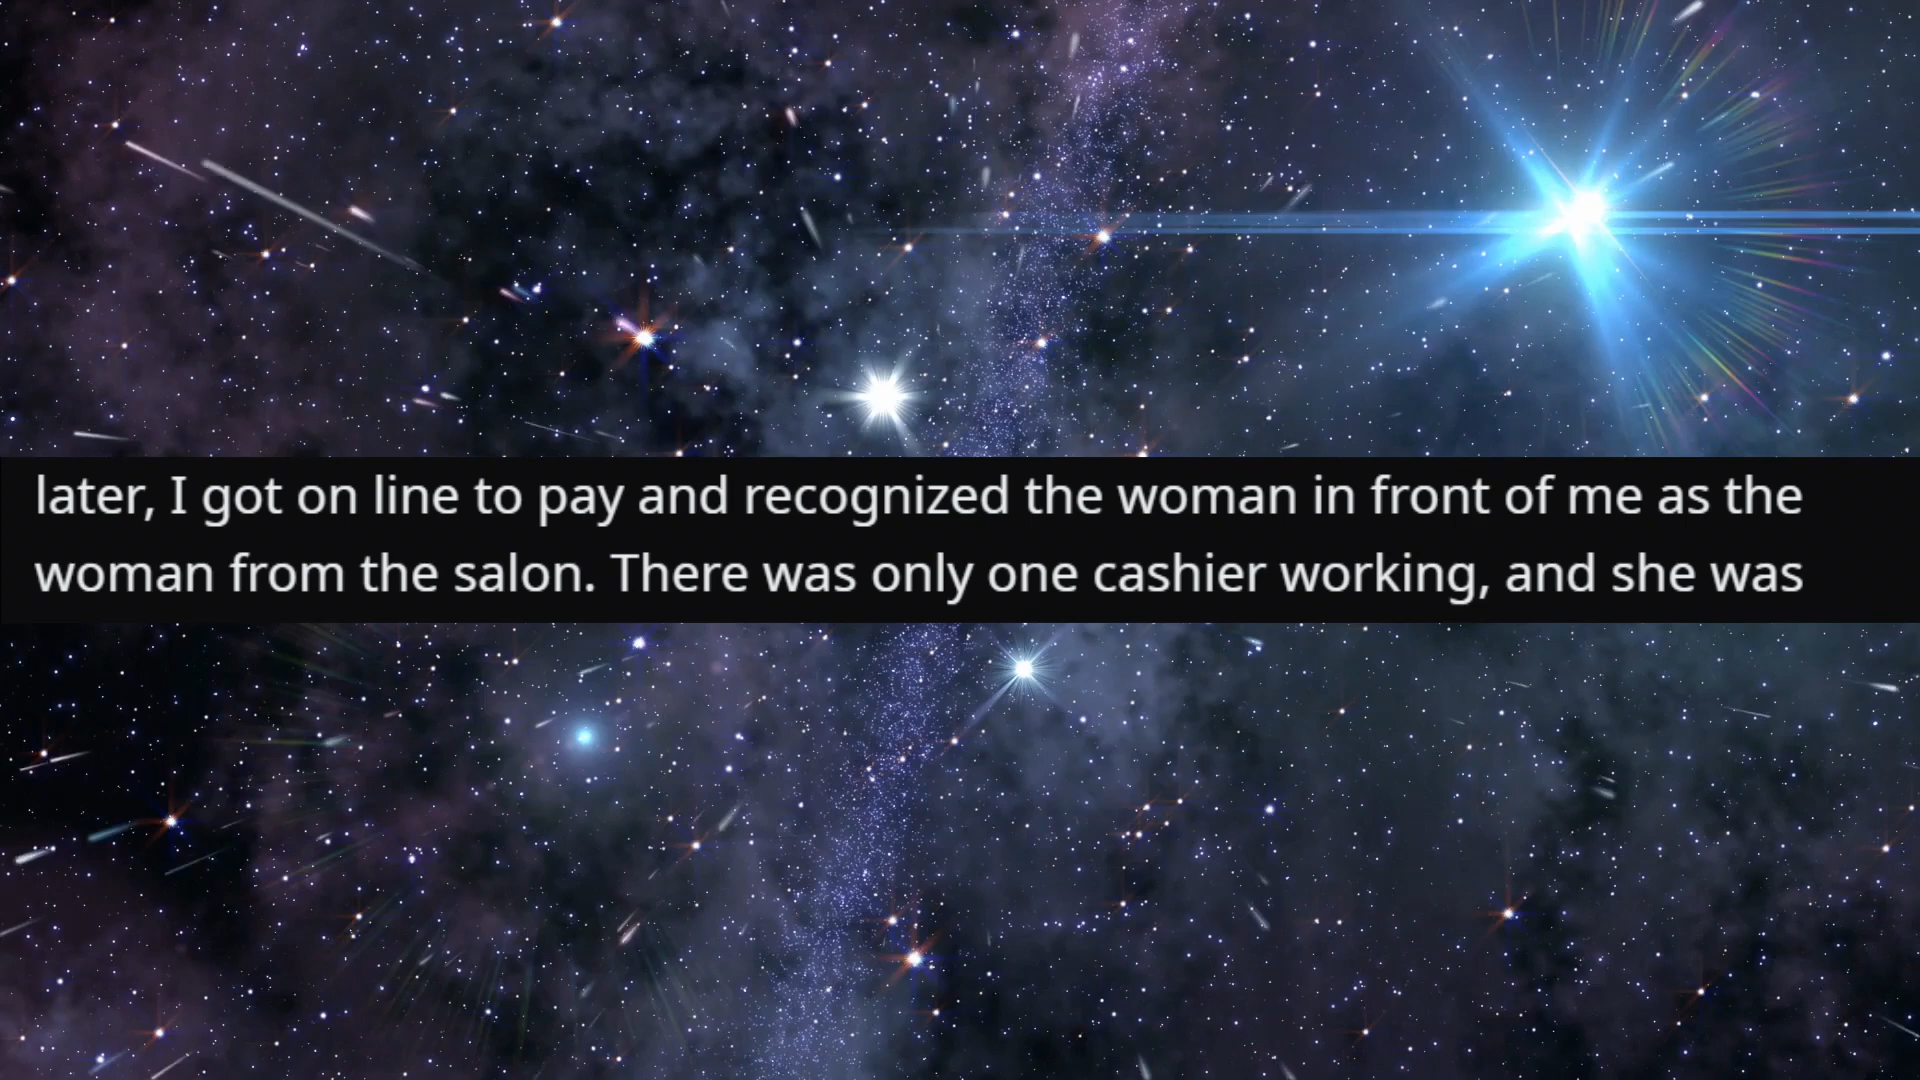 later, I got on line to pay and recognized the woman in front of me as the
woman from the salon. There was only one cashier working, and she was